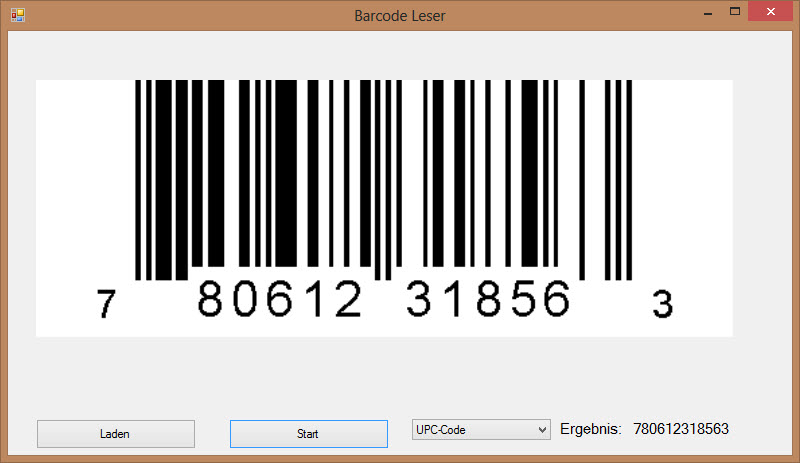 Barcode Leser
7 80612 31856 3
Laden Start UPC-Code Ergebnis: 780612318563